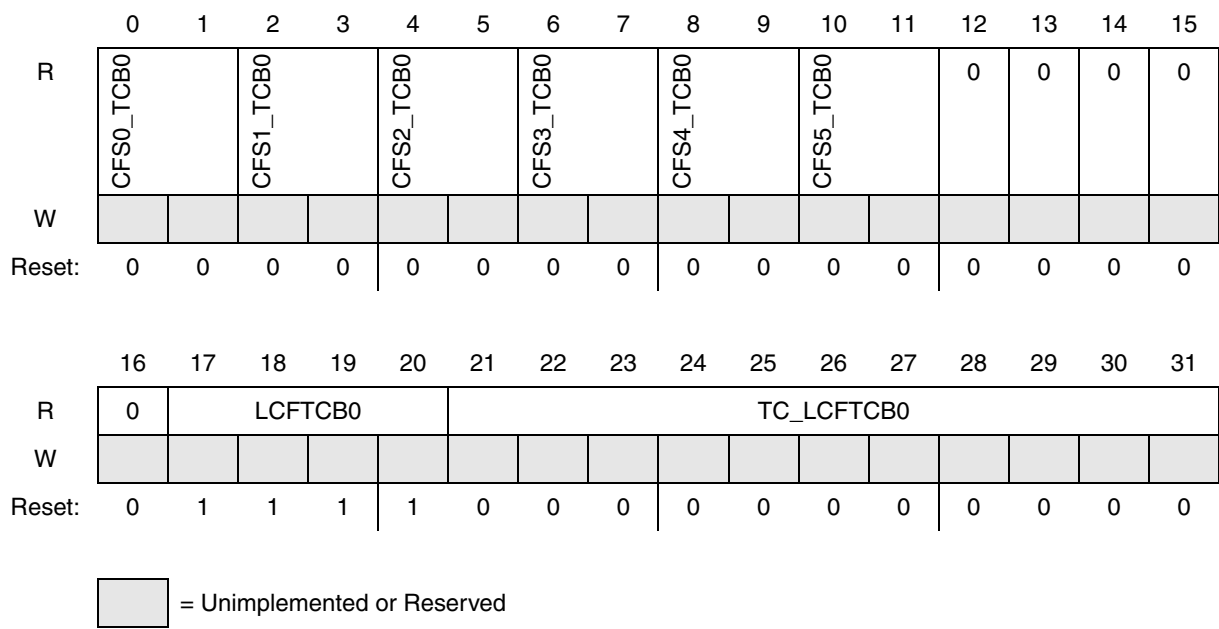 0 1 2 3 4 5 6 7 8 9 10 11 12 13 14 15
R CFS0_TCB0 CFS1_TCB0 CFS2_TCB0 CFS3_TCB0 CFS4_TCB0 CFS5_TCB0 0 0 0 0
W
Reset: 0 0 0 0 0 0 0 0 0 0 0 0 0 0 0 0
16 17 18 19 20 21 22 23 24 25 26 27 28 29 30 31
R 0 LCFTCB0 TC_LCFTCB0
W
Reset: 0 1 1 1 1 0 0 0 0 0 0 0 0 0 0 0
= Unimplemented or Reserved